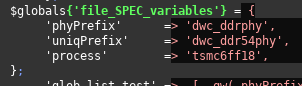 $globals{'file_SPEC_variables'} = {
'phyPrefix' => 'dwc_ddrphy',
'uniqPrefix' => 'dwc_ddr54phy',
'process' => 'tsmc6ff18',
};